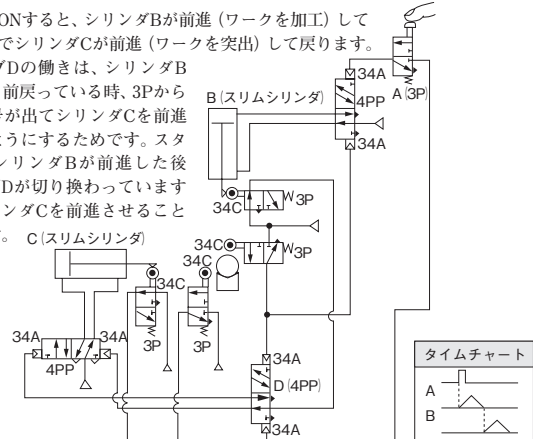 ONすると、シリンダBが前進（ワークを加工）して
でシリンダCが前進（ワークを突出）して戻ります。
ブDの働きは、シリンダB
前戻っている時、3Pから
号が出てシリンダCを前進
ようにするためです。スタ
シリンダBが前進した後
Dが切り換わっています
ンダCを前進させること
。
C（スリムシリンダ）
B（スリムシリンダ）
34A
4PP
34A
A（3P）
34C
3P
34C
3P
34C
34C
3P
3P
34A
34A
4PP
34A
D（4PP）
34A
タイムチャート
A
B